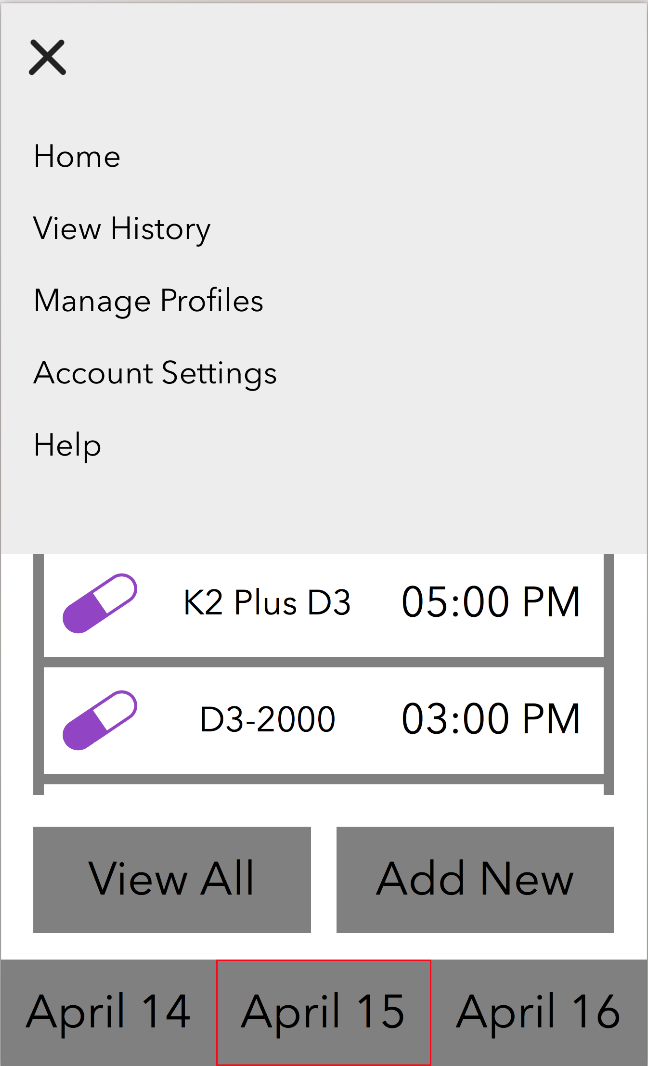 Home
View History
Manage Profiles
Account Settings
Help
K2 Plus D3 05:00 PM
D3-2000 03:00 PM
View All Add New
April 14 April 15 April 16